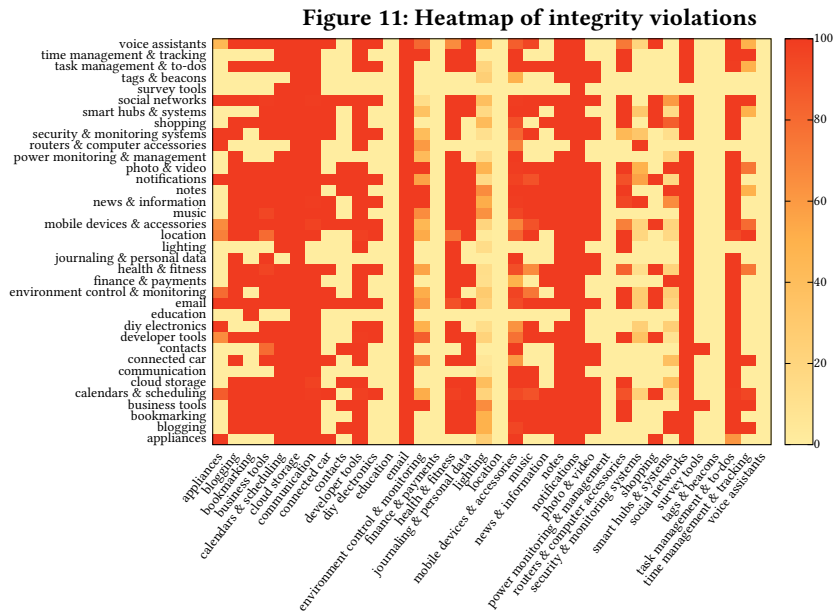 Figure 11: Heatmap of integrity violations
voice assistants
time management & tracking
task management & to-dos
tags & beacons
survey tools
social networks
smart hubs & systems
shopping
security & monitoring systems
routers & computer accessories
power monitoring & management
photo & video
notifications
notes
news & information
music
mobile devices & accessories
location
lighting
journaling & personal data
health & fitness
finance & payments
environment control & monitoring
email
education
diy electronics
developer tools
contacts
connected car
communication
cloud storage
calendars & scheduling
business tools
bookmarking
blogging
appliances
appliances
blogging
bookmarking
business tools
calendars & scheduling
cloud storage
communication
connected car
contacts
developer tools
diy electronics
education
email
environment control & monitoring
finance & payments
health & fitness
journaling & personal data
lighting
location
mobile devices & accessories
music
news & information
notes
notifications
photo & video
power monitoring & management
routers & computer accessories
security & monitoring systems
shopping
smart hubs & systems
social networks
survey tools
tags & beacons
task management & to-dos
time management & tracking
voice assistants
100
80
60
40
20
0